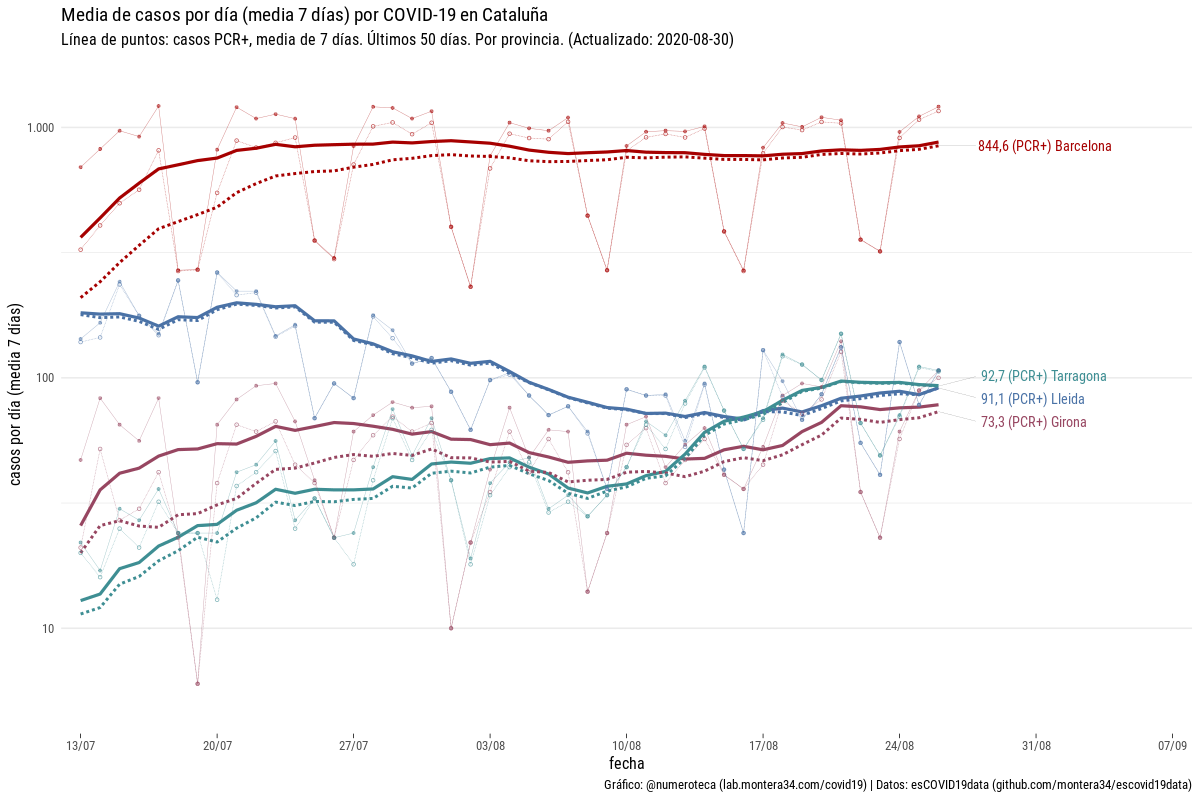 Media de casos por día (media 7 días) por COVID-19 en Cataluña
Línea de puntos: casos PCR+, media de 7 días. Últimos 50 días. Por provincia. (Actualizado: 2020-08-30)
casos por día (media 7 días)
1.000
100
10
844,6 (PCR+) Barcelona
92,7 (PCR+) Tarragona
91,1 (PCR+) Lleida
73,3 (PCR+) Girona
13/07
20/07
27/07
03/08
10/08
17/08
24/08
31/08
07/09
fecha
Gráfico: @numeroteca (lab.montera34.com/covid19) | Datos: esCOVID19data (github.com/montera34/escovid19data)